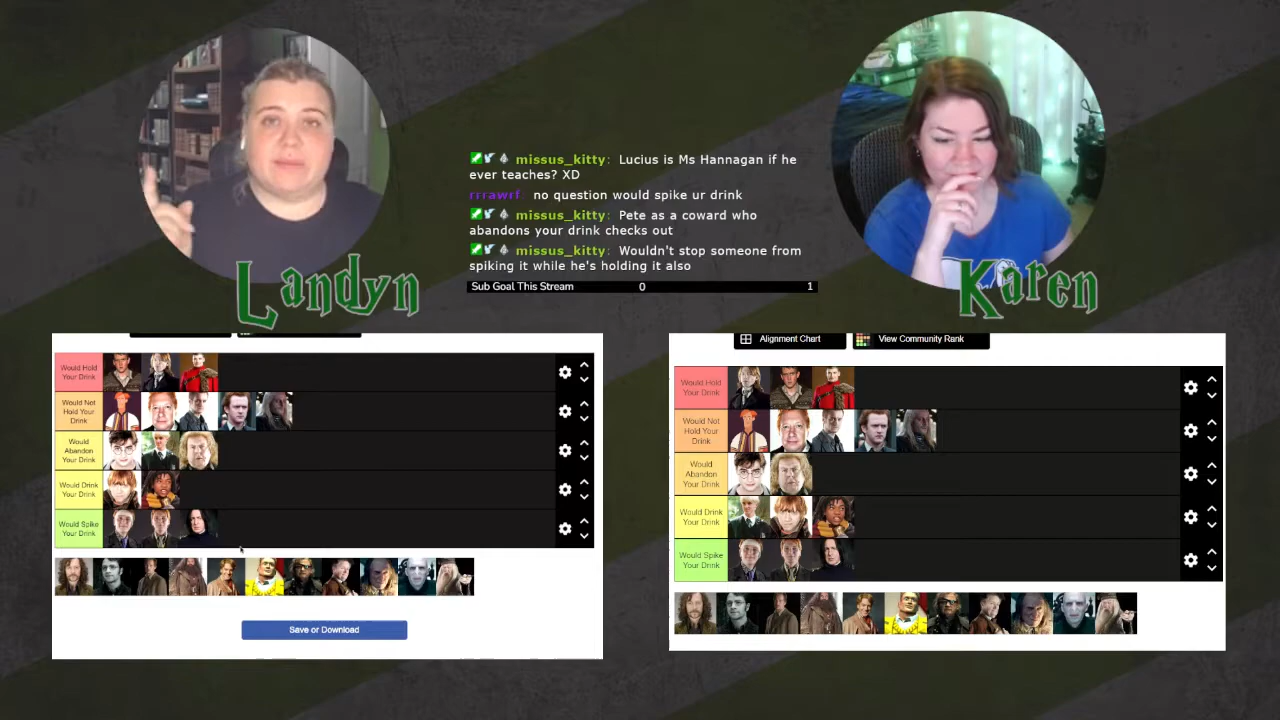 missus_kitty: Lucius is Ms Hannagan if he
ever teaches? XD
rrrawrf: no question would spike ur drink
missus_kitty: Pete as a coward who
abandons your drink checks out
missus_kitty: Wouldn't stop someone from
spiking it while he's holding it also
Sub Goal This Stream 0 1
Landyn
Karen
Would Hold
Your Drink
Would Not
Hold Your
Drink
Would
Abandon
Your Drink
Would Drink
Your Drink
Would Spike
Your Drink
Save or Download
Alignment Chart
View Community Rank
Would Hold
Your Drink
Would Not
Hold Your
Drink
Would
Abandon
Your Drink
Would Drink
Your Drink
Would Spike
Your Drink